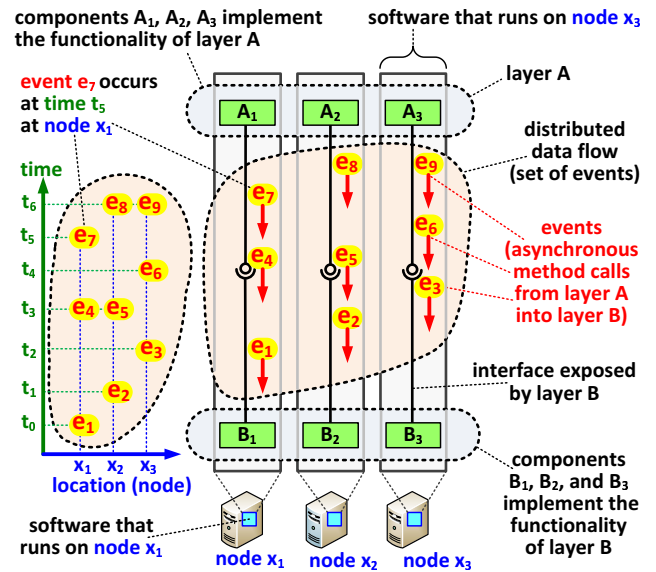 components A1, A2, A3 implement
the functionality of layer A
software that runs on node x3
event e7 occurs
at time t5
at node x1
layer A
A1
A2
A3
distributed
data flow
(set of events)
time
t6
t5
t4
t3
t2
t1
t0
e8
e9
e7
e6
e4
e5
e3
e2
e1
x1
x2
x3
location (node)
e8
e9
e7
e6
e4
e5
e3
e2
e1
events
(asynchronous
method calls
from layer A
into layer B)
interface exposed
by layer B
B1
B2
B3
components
B1, B2, and B3
implement the
functionality
of layer B
software that
runs on node x1
node x1
node x2
node x3